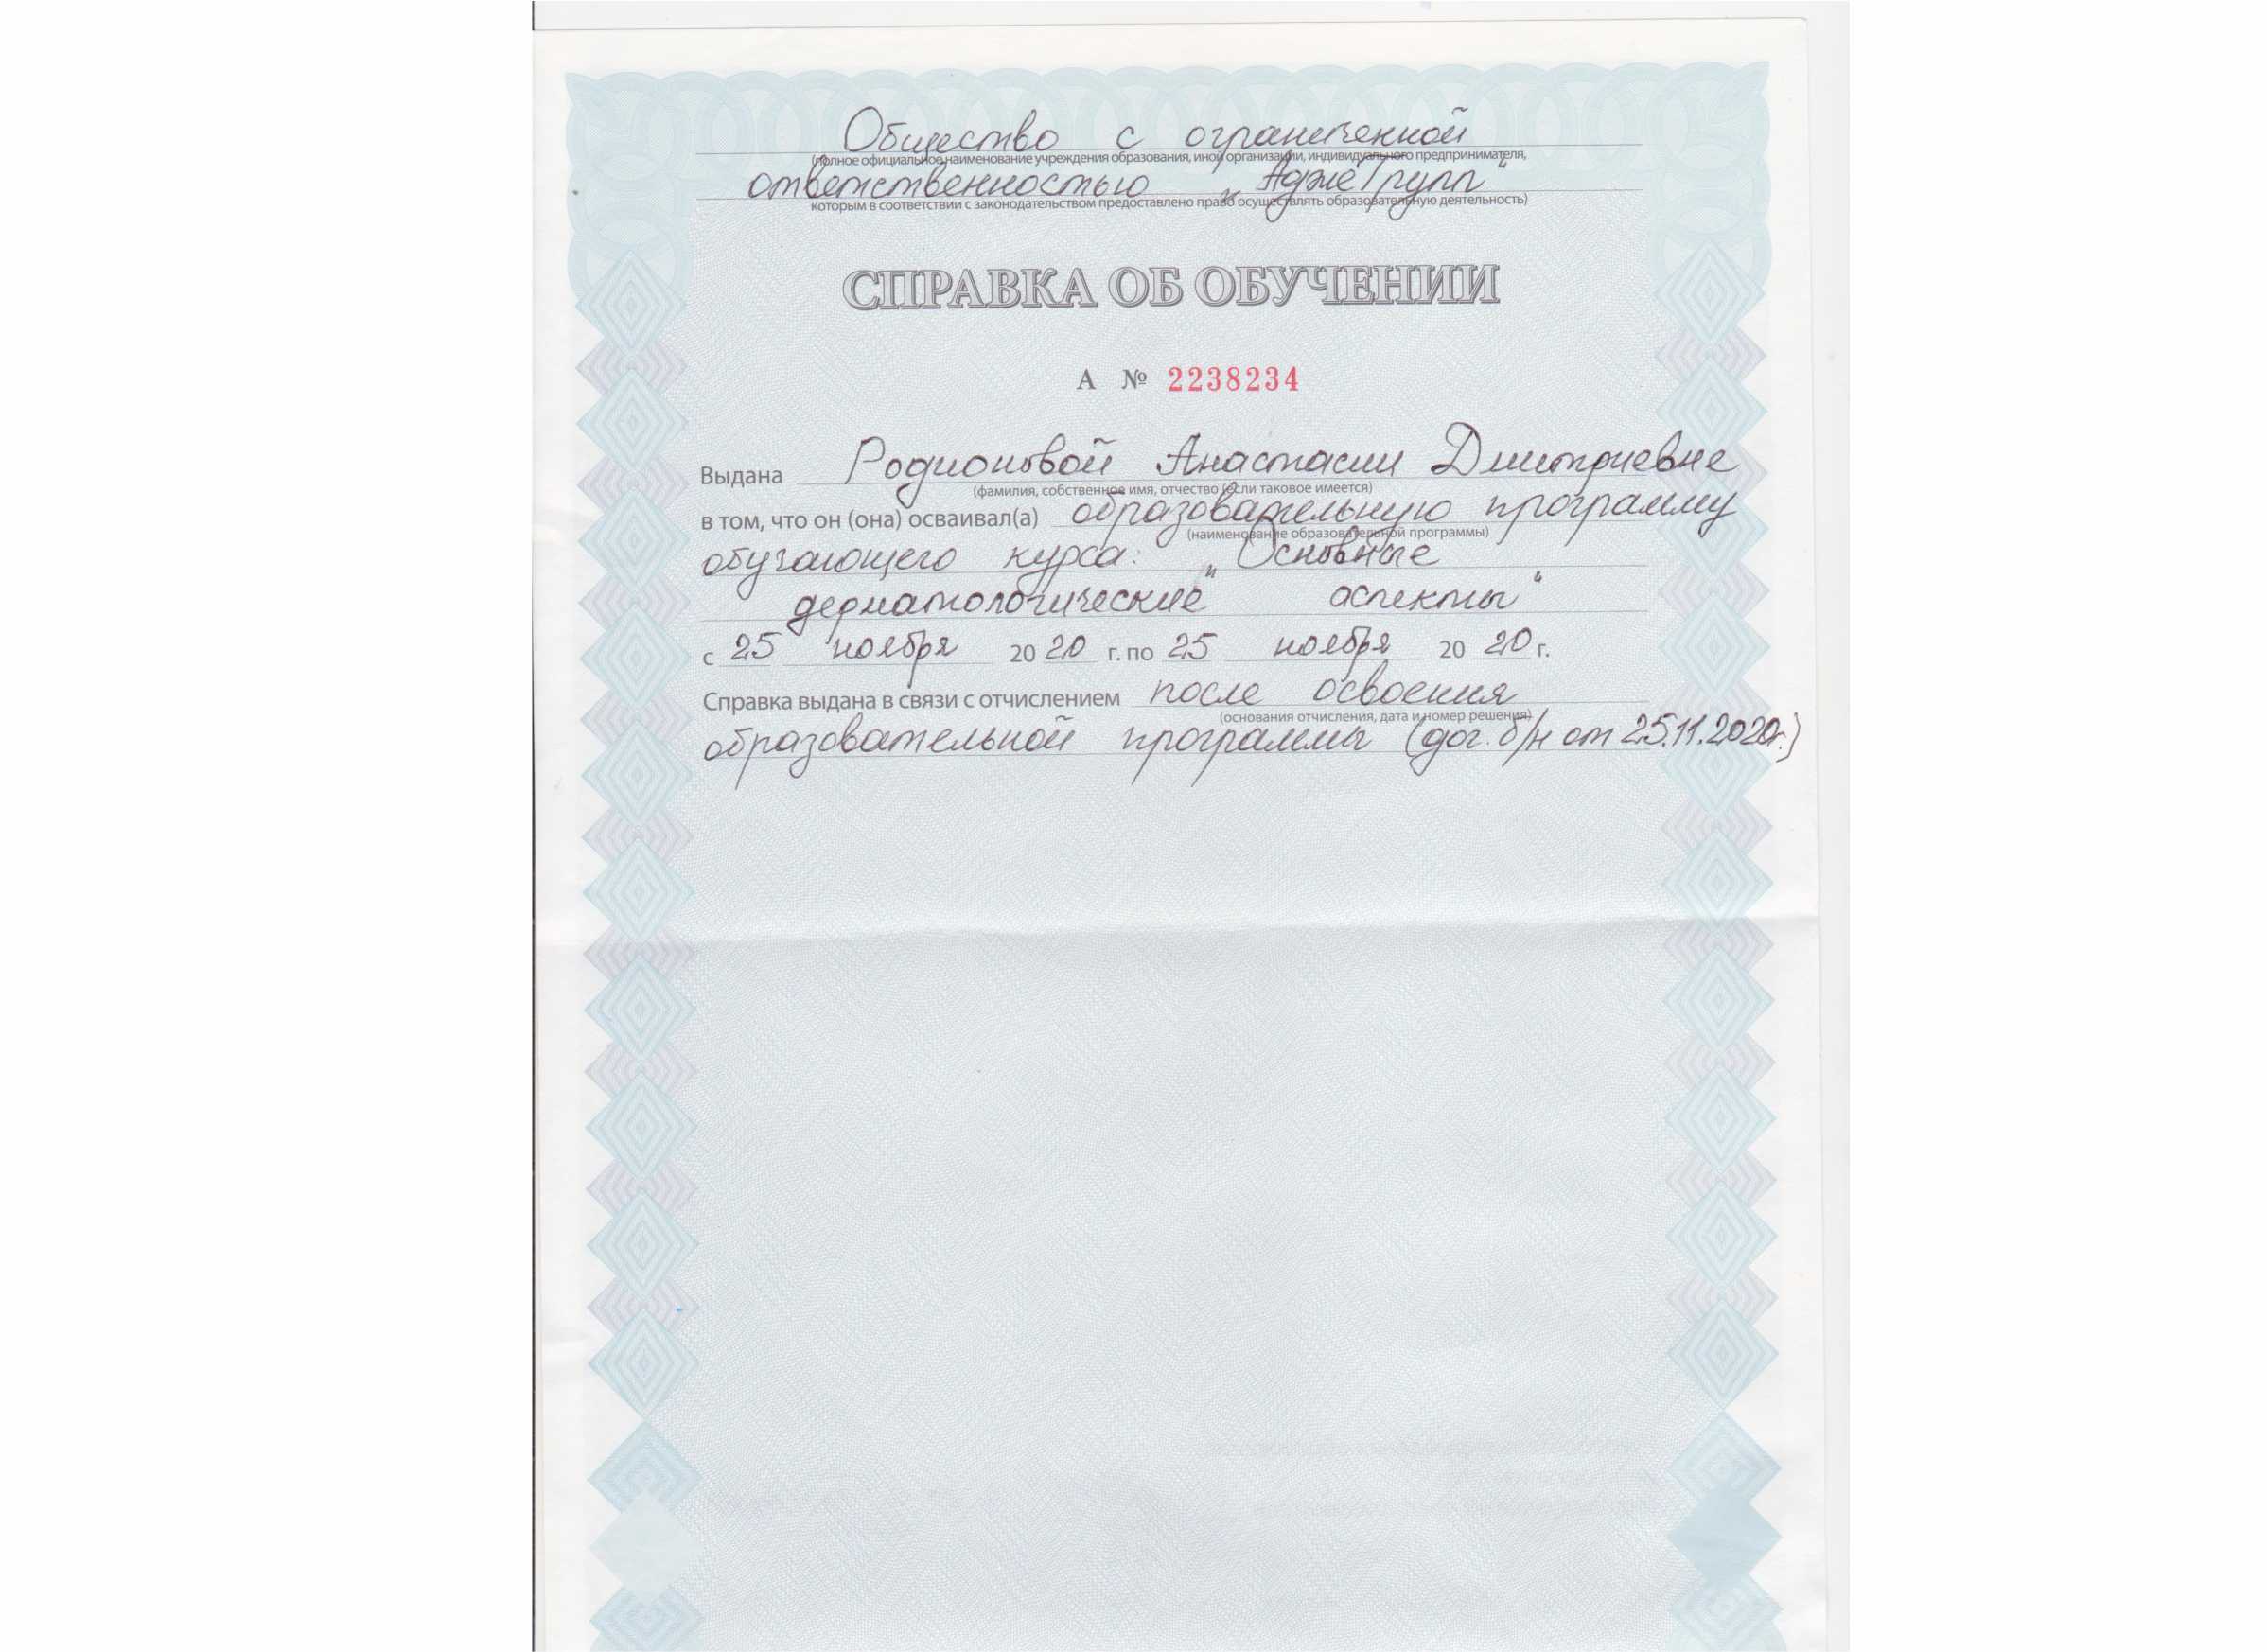 Общество с ограниченной
(полное официальное наименование учреждения образования, иной организации, индивидуального предпринимателя,
ответственностью „АджеГрупп“
которым в соответствии с законодательством предоставлено право осуществлять образовательную деятельность)
СПРАВКА ОБ ОБУЧЕНИИ
А № 2238234
Выдана Родионовой Анастасии Дмитриевне
(фамилия, собственное имя, отчество (если таковое имеется)
в том, что он (она) осваивал(а) образовательную программу
(наименование образовательной программы)
обучающего курса: „Основные
дерматологические аспекты“
с 25 ноября 20 20 г. по 25 ноября 20 20 г.
Справка выдана в связи с отчислением после освоения
(основания отчисления, дата и номер решения)
образовательной программы (дог. б/н от 25.11.2020г.)